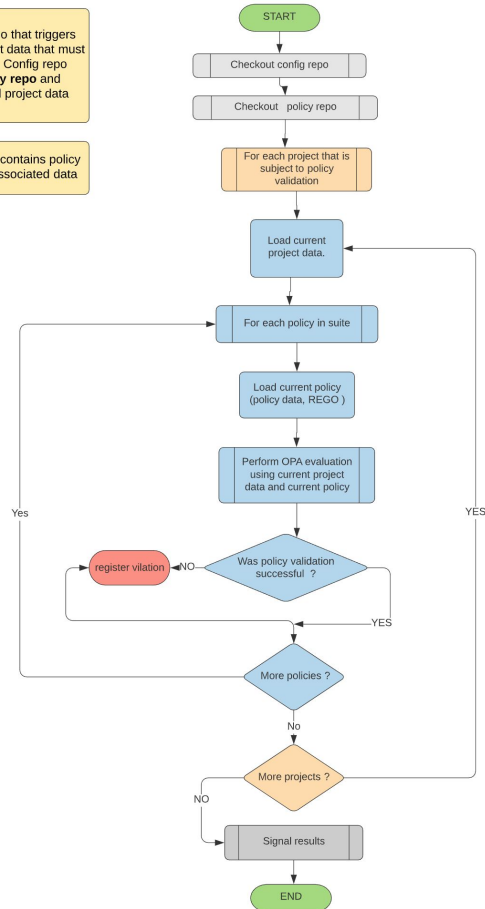 o that triggers
t data that must
Config repo
y repo and
l project data
contains policy
ssociated data
START
Checkout config repo
Checkout policy repo
For each project that is
subject to policy
validation
Load current
project data.
For each policy in suite
Load current policy
(policy data, REGO )
Perform OPA evaluation
using current project
data and current policy
Was policy validation
successful ?
NO
register vilation
YES
More policies ?
Yes
No
More projects ?
YES
NO
Signal results
END